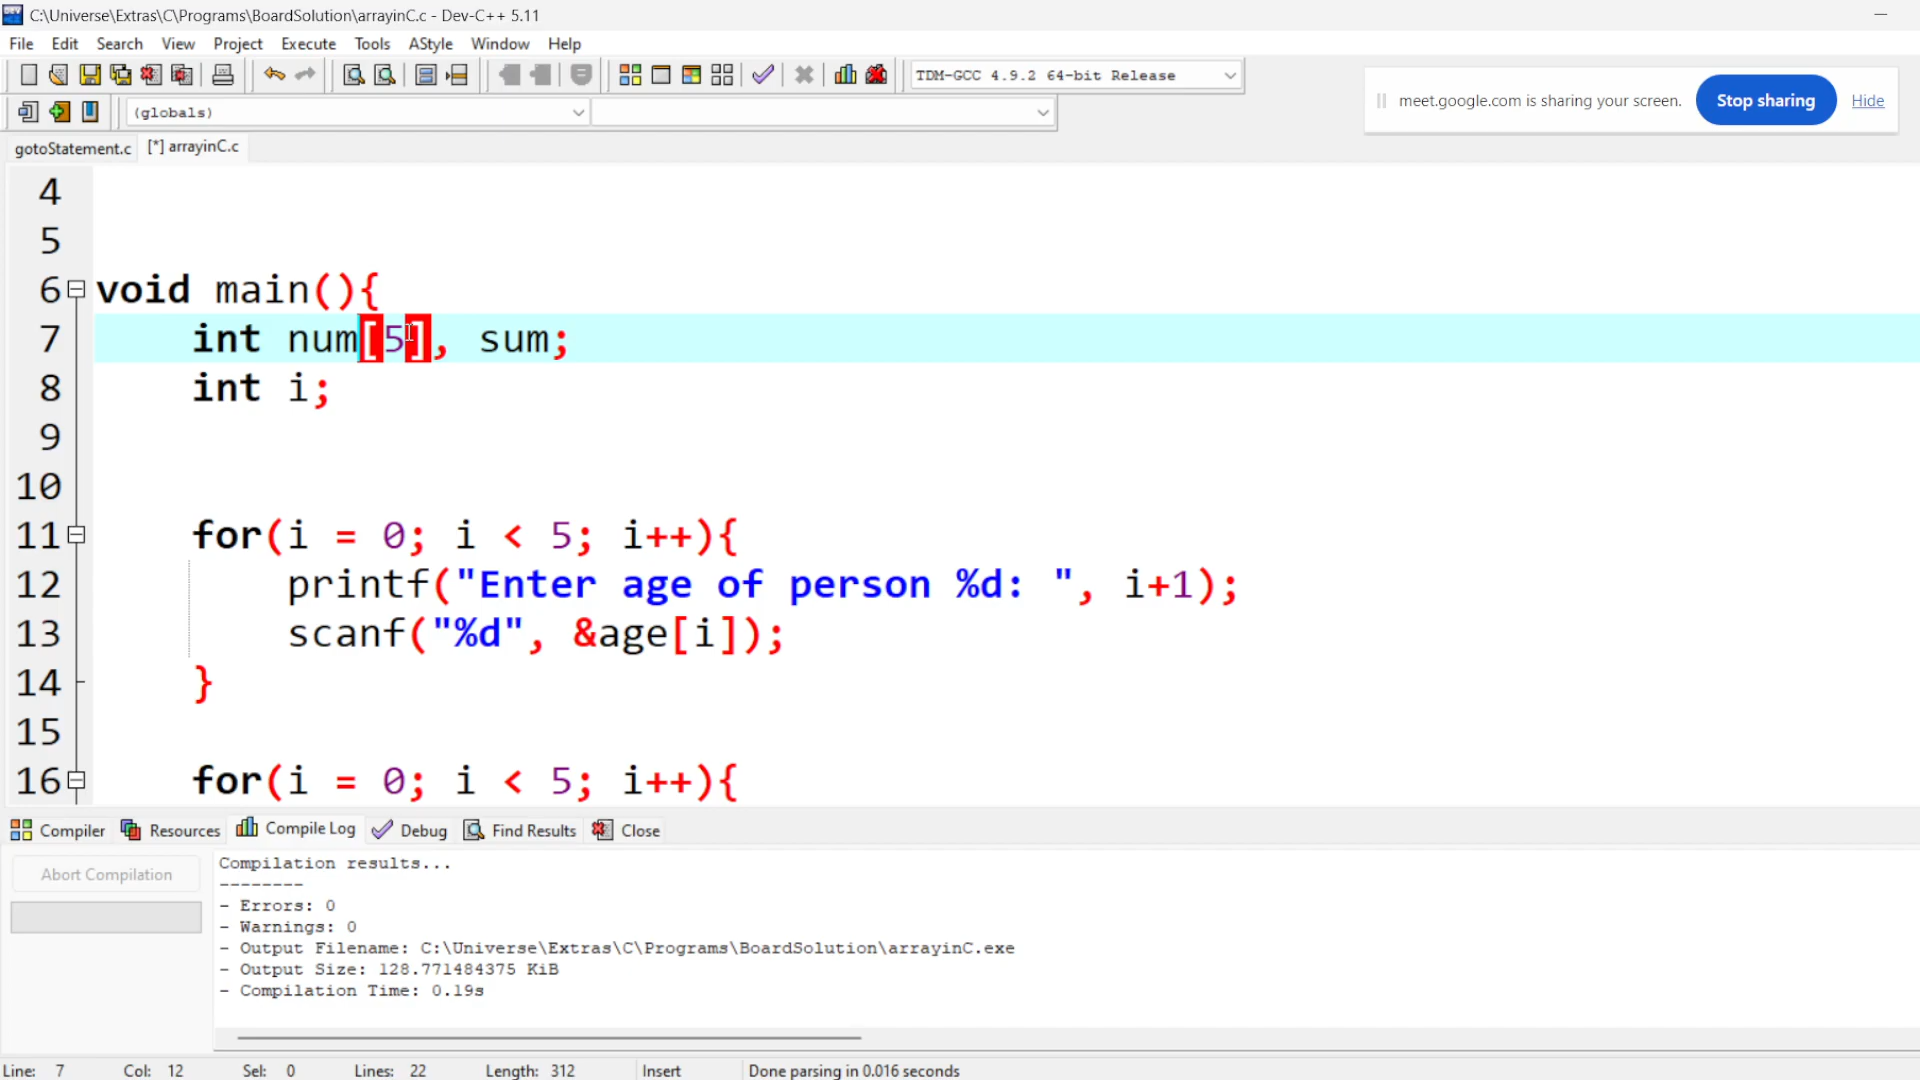 C:\Universe\Extras\C\Programs\BoardSolution\arrayinC.c - Dev-C++ 5.11
File Edit Search View Project Execute Tools AStyle Window Help
TDM-GCC 4.9.2 64-bit Release
meet.google.com is sharing your screen. Stop sharing Hide
(globals)
gotoStatement.c [*] arrayinC.c
4
5
6 void main(){
7 int num[5], sum;
8 int i;
9
10
11 for(i = 0; i < 5; i++){
12 printf("Enter age of person %d: ", i+1);
13 scanf("%d", &age[i]);
14 }
15
16 for(i = 0; i < 5; i++){
Compiler Resources Compile Log Debug Find Results Close
Abort Compilation
Compilation results...
--------
- Errors: 0
- Warnings: 0
- Output Filename: C:\Universe\Extras\C\Programs\BoardSolution\arrayinC.exe
- Output Size: 128.771484375 KiB
- Compilation Time: 0.19s
Line: 7 Col: 12 Sel: 0 Lines: 22 Length: 312 Insert Done parsing in 0.016 seconds